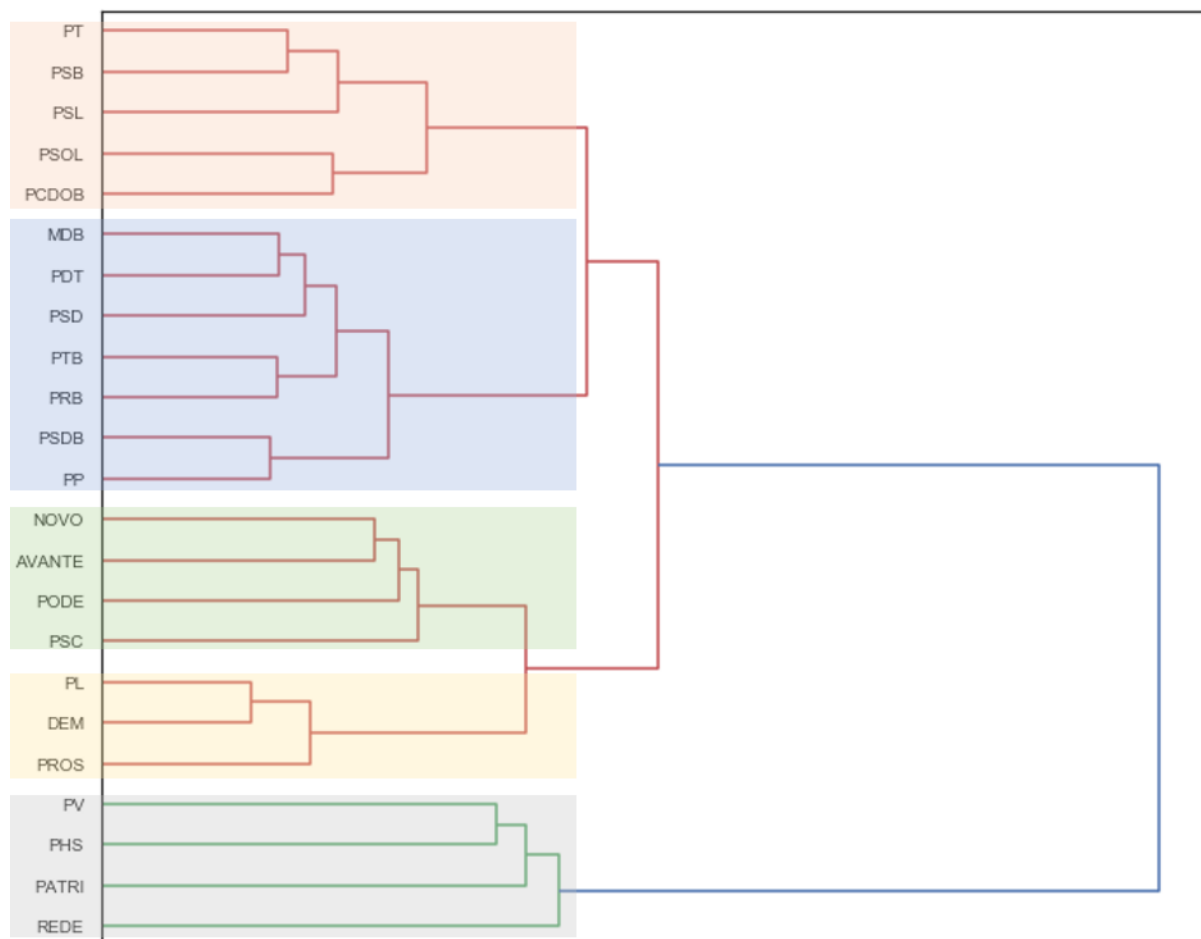 PT
PSB
PSL
PSOL
PCDOB
MDB
PDT
PSD
PTB
PRB
PSDB
PP
NOVO
AVANTE
PODE
PSC
PL
DEM
PROS
PV
PHS
PATRI
REDE